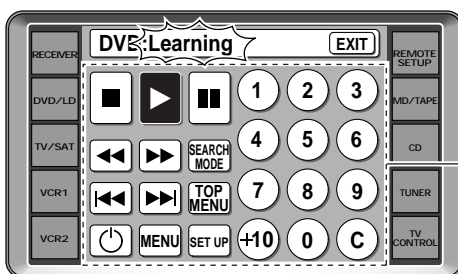 DVD:Learning EXIT
RECEIVER
REMOTE
SETUP
DVD/LD
1 2 3
MD/TAPE
TV/SAT
SEARCH
MODE
4 5 6
CD
VCR1
TOP
MENU
7 8 9
TUNER
VCR2
MENU
SET UP
+10 0 C
TV
CONTROL